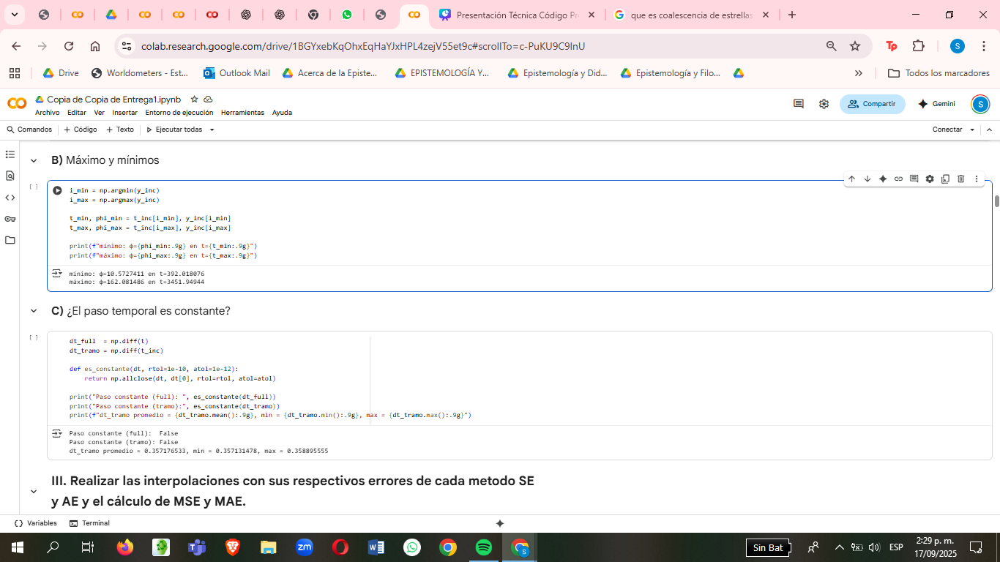 Presentación Técnica Código Pr
que es coalescencia de estrellas
colab.research.google.com/drive/1BGYxebKqOhxEqHaYJxHPL4zejV55et9c#scrollTo=c-PuKU9C9InU
Tp
S
Drive
Worldometers - Est...
Outlook Mail
Acerca de la Episte...
EPISTEMOLOGÍA Y...
Epistemología y Did...
Epistemología y Filo...
Todos los marcadores
Copia de Copia de Entrega1.ipynb
Archivo Editar Ver Insertar Entorno de ejecución Herramientas Ayuda
Compartir
Gemini
S
Comandos + Código + Texto Ejecutar todas
Conectar
B) Máximo y mínimos
[ ]
i_min = np.argmin(y_inc)
i_max = np.argmax(y_inc)
t_min, phi_min = t_inc[i_min], y_inc[i_min]
t_max, phi_max = t_inc[i_max], y_inc[i_max]
print(f"mínimo: ϕ={phi_min:.9g} en t={t_min:.9g}")
print(f"máximo: ϕ={phi_max:.9g} en t={t_max:.9g}")
mínimo: ϕ=10.5727411 en t=392.018076
máximo: ϕ=162.081486 en t=3451.94944
C) ¿El paso temporal es constante?
[ ]
dt_full = np.diff(t)
dt_tramo = np.diff(t_inc)
def es_constante(dt, rtol=1e-10, atol=1e-12):
return np.allclose(dt, dt[0], rtol=rtol, atol=atol)
print("Paso constante (full): ", es_constante(dt_full))
print("Paso constante (tramo):", es_constante(dt_tramo))
print(f"dt_tramo promedio = {dt_tramo.mean():.9g}, min = {dt_tramo.min():.9g}, max = {dt_tramo.max():.9g}")
Paso constante (full): False
Paso constante (tramo): False
dt_tramo promedio = 0.357176533, min = 0.357131478, max = 0.358895555
III. Realizar las interpolaciones con sus respectivos errores de cada metodo SE
y AE y el cálculo de MSE y MAE.
Variables
Terminal
zm
Sin Bat
ESP
2:29 p. m.
17/09/2025